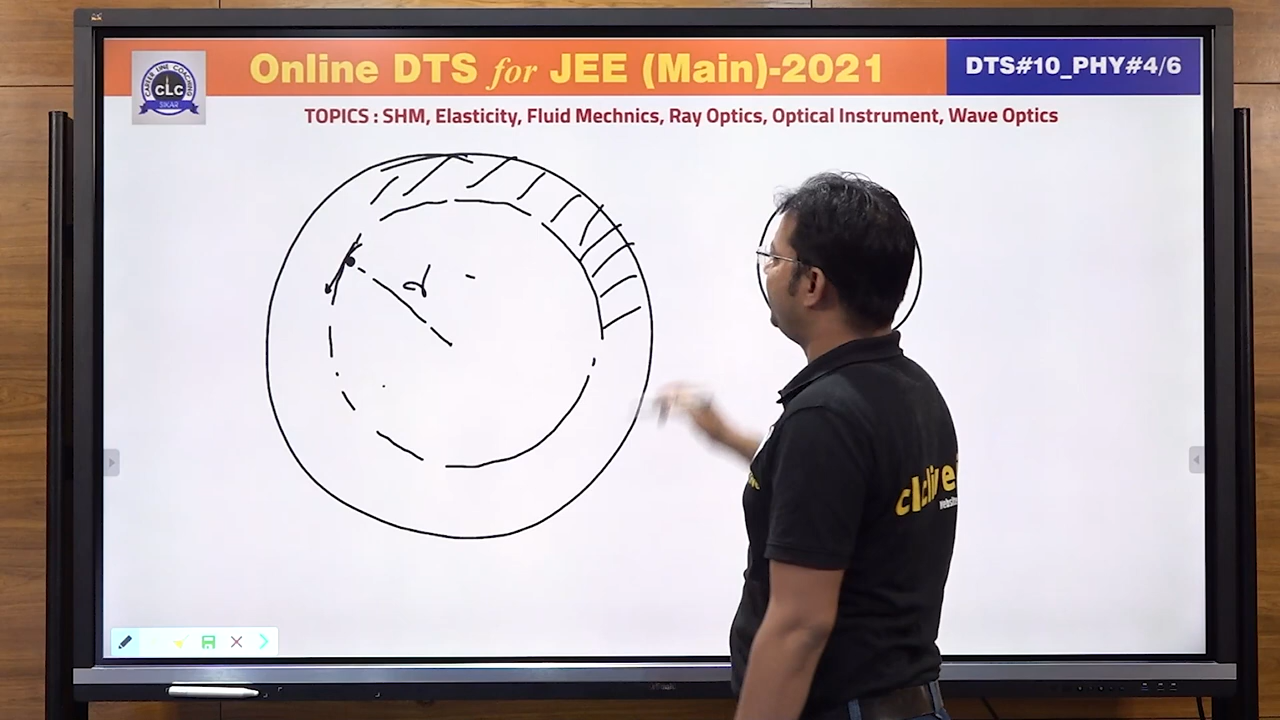 Online DTS for JEE (Main)-2021
DTS#10_PHY#4/6
CAREER LINE COACHING
CLC
SIKAR
TOPICS : SHM, Elasticity, Fluid Mechnics, Ray Optics, Optical Instrument, Wave Optics
r